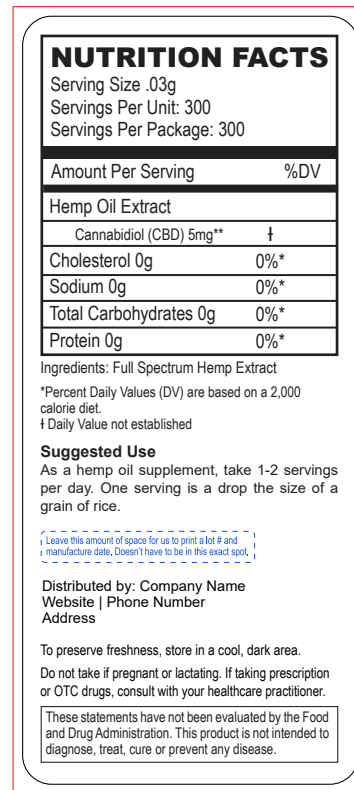 NUTRITION FACTS
Serving Size .03g
Servings Per Unit: 300
Servings Per Package: 300
Amount Per Serving %DV
Hemp Oil Extract
Cannabidiol (CBD) 5mg** ƚ
Cholesterol 0g 0%*
Sodium 0g 0%*
Total Carbohydrates 0g 0%*
Protein 0g 0%*
Ingredients: Full Spectrum Hemp Extract
*Percent Daily Values (DV) are based on a 2,000
calorie diet.
ƚ Daily Value not established
Suggested Use
As a hemp oil supplement, take 1-2 servings
per day. One serving is a drop the size of a
grain of rice.
Leave this amount of space for us to print a lot # and
manufacture date. Doesn't have to be in this exact spot.
Distributed by: Company Name
Website | Phone Number
Address
To preserve freshness, store in a cool, dark area.
Do not take if pregnant or lactating. If taking prescription
or OTC drugs, consult with your healthcare practitioner.
These statements have not been evaluated by the Food
and Drug Administration. This product is not intended to
diagnose, treat, cure or prevent any disease.